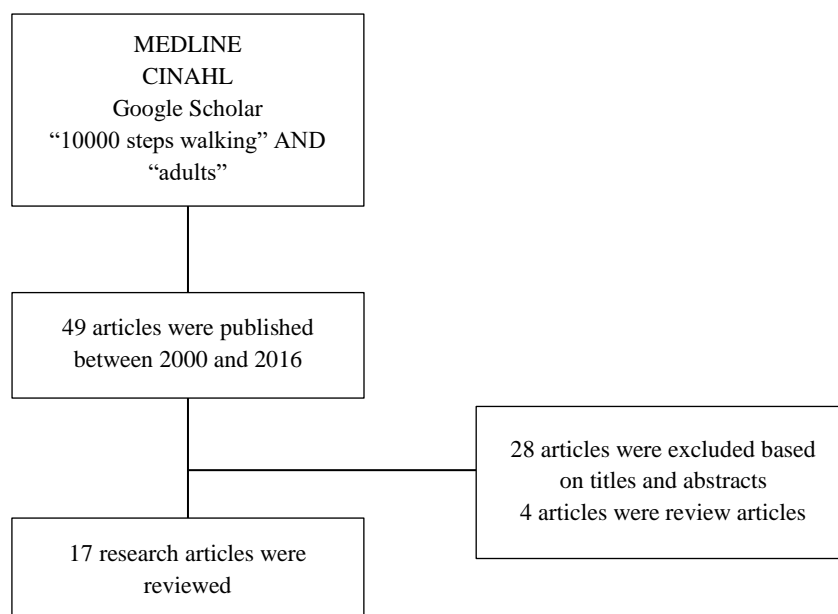 MEDLINE
CINAHL
Google Scholar
“10000 steps walking” AND
“adults”
49 articles were published
between 2000 and 2016
28 articles were excluded based
on titles and abstracts
4 articles were review articles
17 research articles were
reviewed